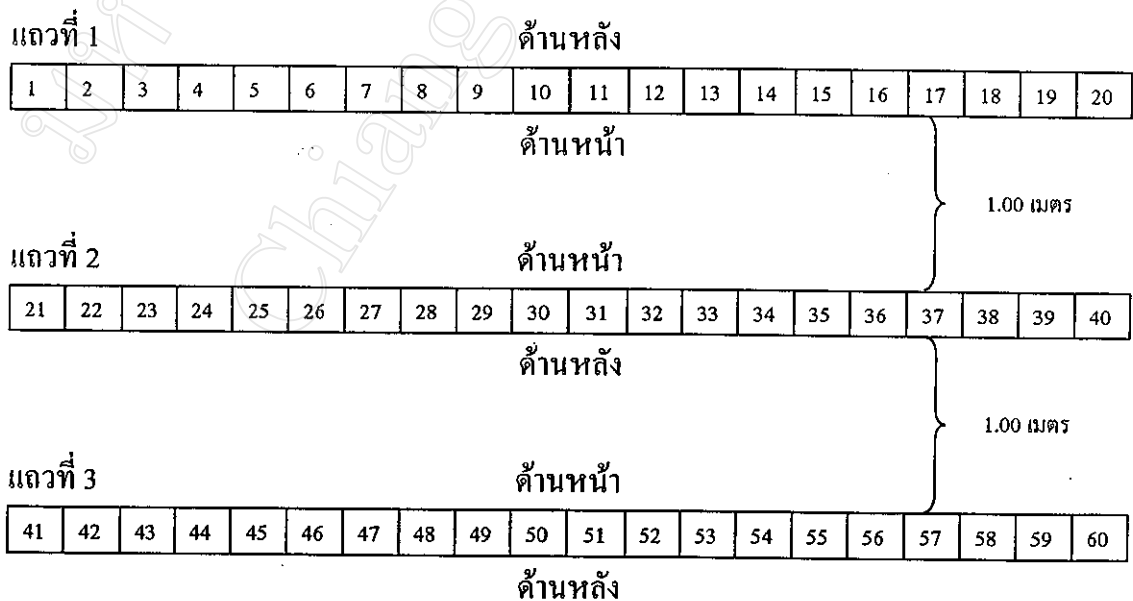 แถวที่ 1 ด้านหลัง
1 2 3 4 5 6 7 8 9 10 11 12 13 14 15 16 17 18 19 20
ด้านหน้า
1.00 เมตร
แถวที่ 2 ด้านหน้า
21 22 23 24 25 26 27 28 29 30 31 32 33 34 35 36 37 38 39 40
ด้านหลัง
1.00 เมตร
แถวที่ 3 ด้านหน้า
41 42 43 44 45 46 47 48 49 50 51 52 53 54 55 56 57 58 59 60
ด้านหลัง
Chiang